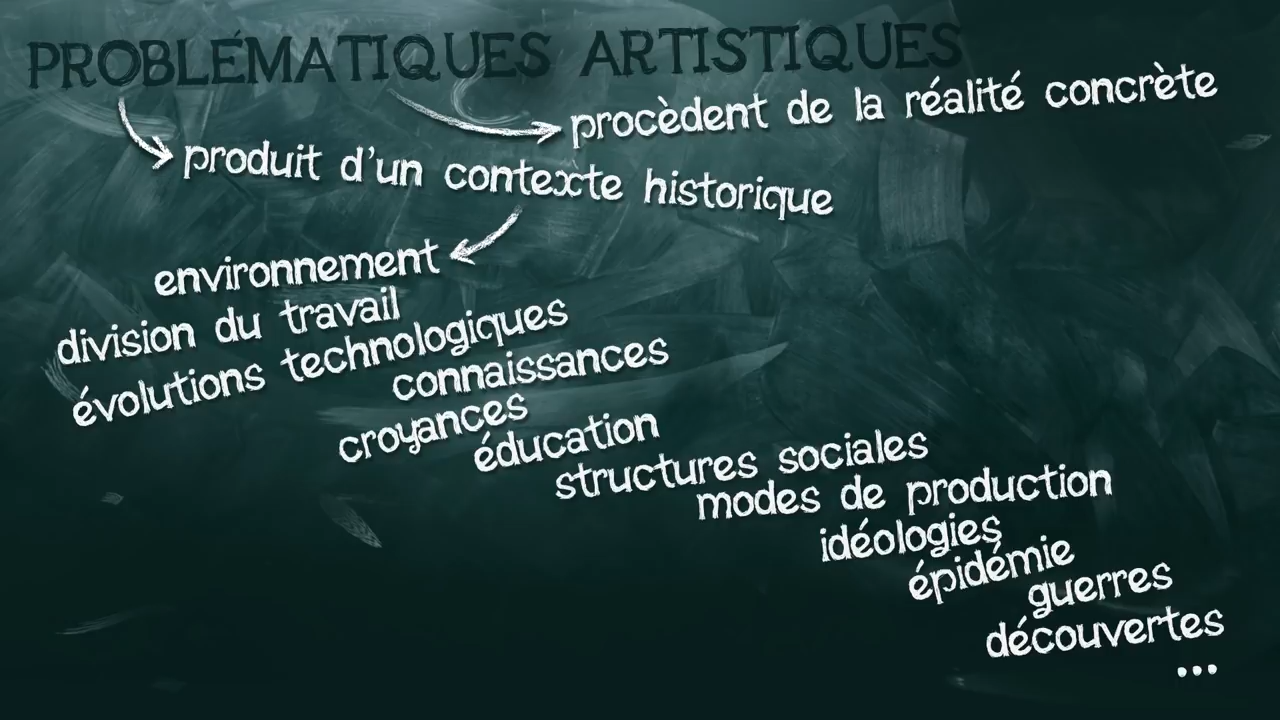 PROBLÉMATIQUES ARTISTIQUES
procèdent de la réalité concrète
produit d'un contexte historique
environnement
division du travail
évolutions technologiques
connaissances
croyances
éducation
structures sociales
modes de production
idéologies
épidémie
guerres
découvertes
...